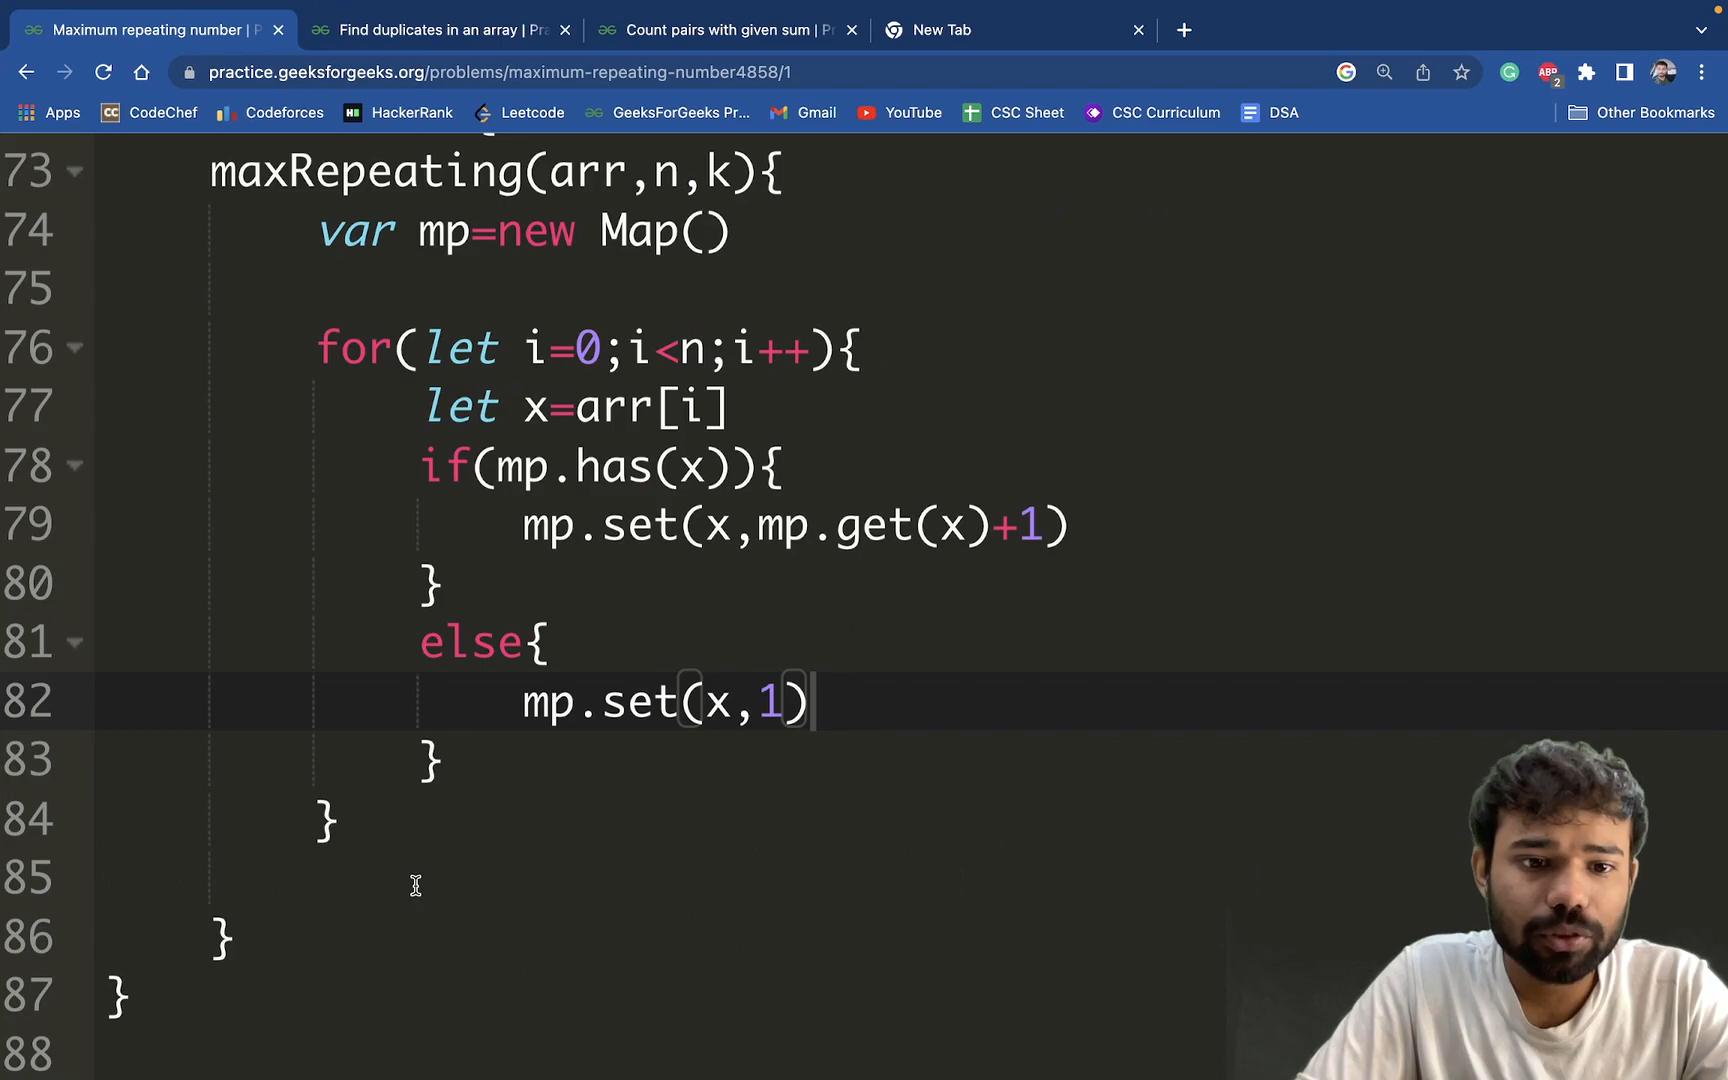 Maximum repeating number | P
Find duplicates in an array | Pra
Count pairs with given sum | Pr
New Tab
practice.geeksforgeeks.org/problems/maximum-repeating-number4858/1
ABP 2
Apps
CC CodeChef
Codeforces
H HackerRank
Leetcode
GeeksForGeeks Pr...
Gmail
YouTube
CSC Sheet
CSC Curriculum
DSA
Other Bookmarks
73 maxRepeating(arr,n,k){
74 var mp=new Map()
75
76 for(let i=0;i<n;i++){
77 let x=arr[i]
78 if(mp.has(x)){
79 mp.set(x,mp.get(x)+1)
80 }
81 else{
82 mp.set(x,1)
83 }
84 }
85
86 }
87 }
88